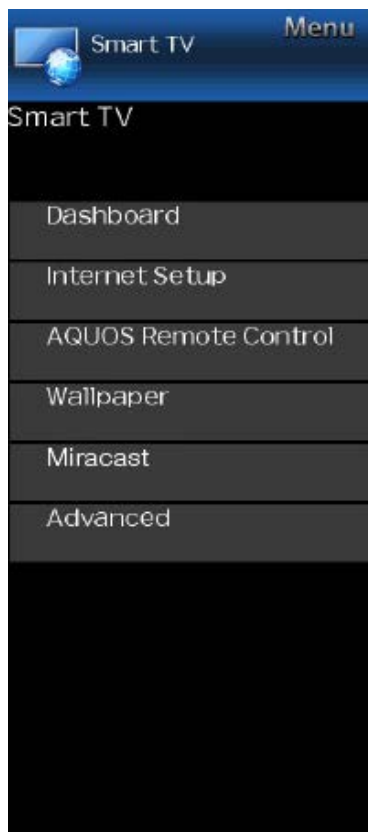 Smart TV
Menu
Smart TV
Dashboard
Internet Setup
AQUOS Remote Control
Wallpaper
Miracast
Advanced